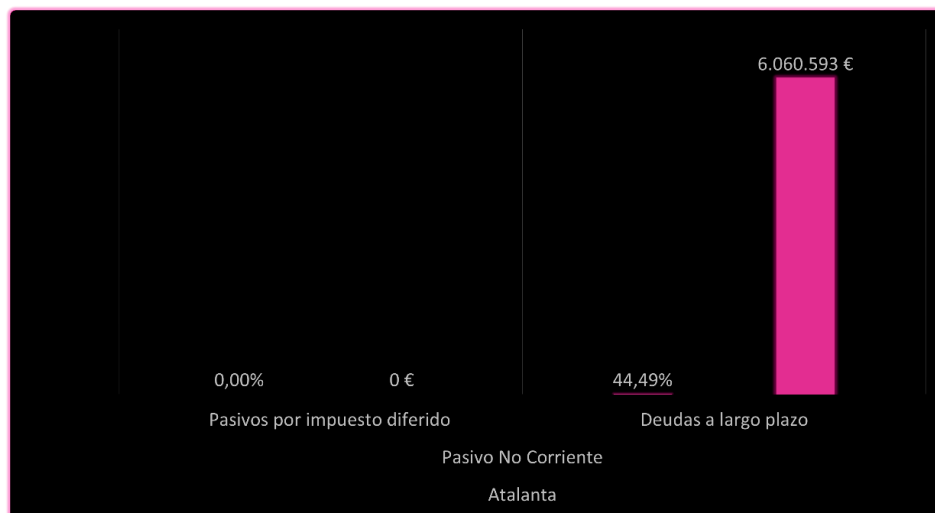 6.060.593 €
0,00% 0 € 44,49%
Pasivos por impuesto diferido Deudas a largo plazo
Pasivo No Corriente
Atalanta